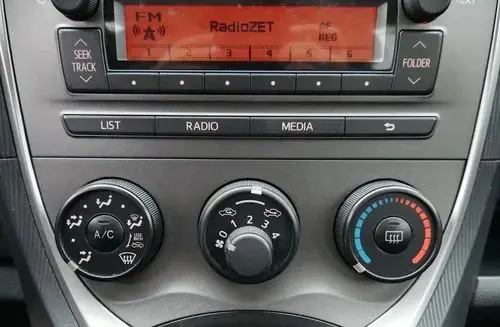 TEXT
FM
RadioZET
AF
REG
1 2 3 4 5 6
SEEK
TRACK
FOLDER
LIST
RADIO
MEDIA
A/C
0 1 2 3 4